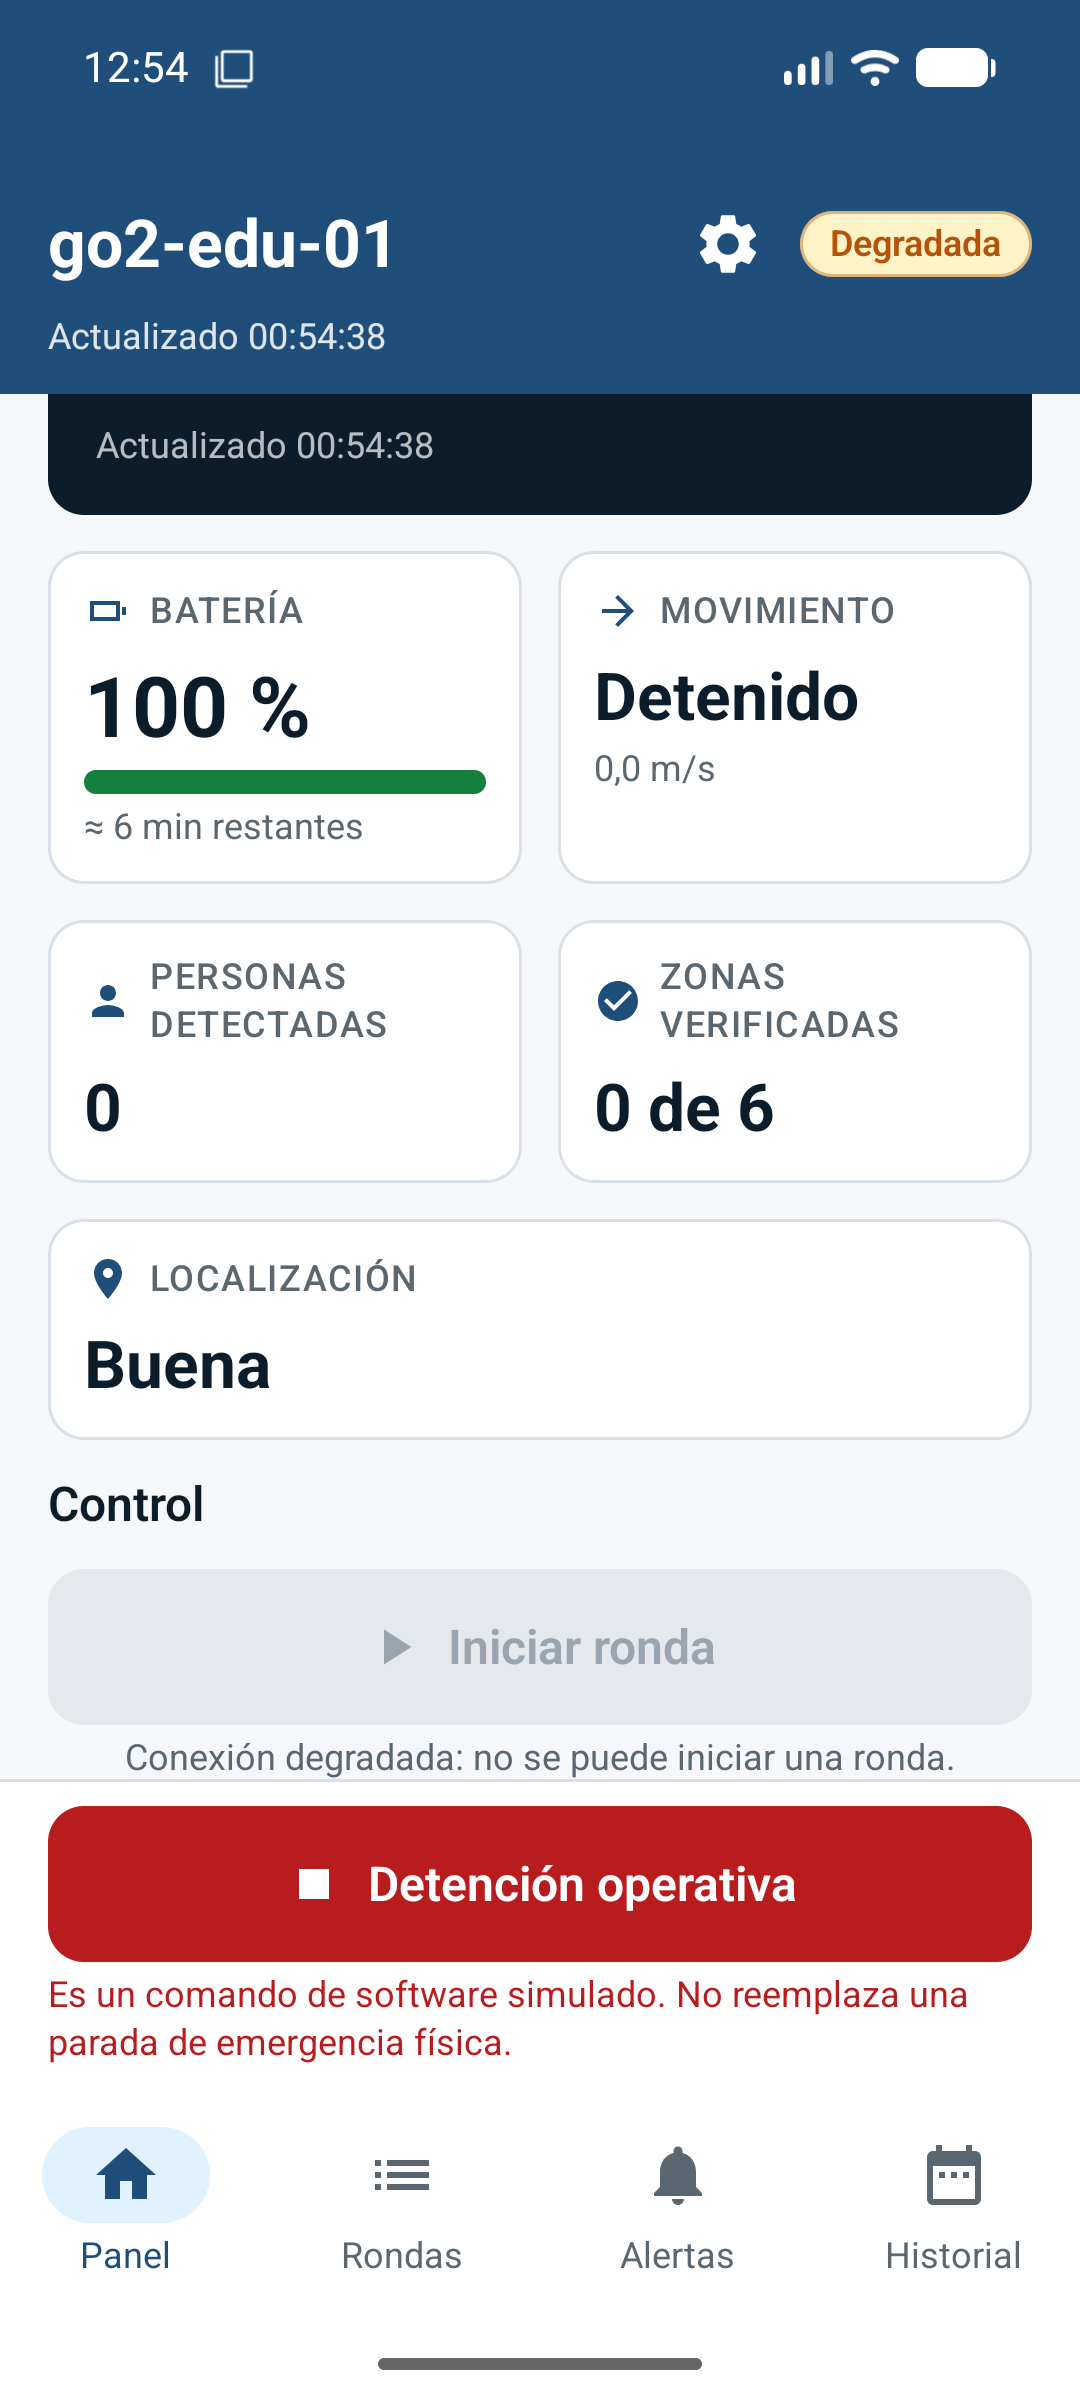 12:54
go2-edu-01
Degradada
Actualizado 00:54:38
Actualizado 00:54:38
BATERÍA
100 %
≈ 6 min restantes
MOVIMIENTO
Detenido
0,0 m/s
PERSONAS
DETECTADAS
0
ZONAS
VERIFICADAS
0 de 6
LOCALIZACIÓN
Buena
Control
Iniciar ronda
Conexión degradada: no se puede iniciar una ronda.
Detención operativa
Es un comando de software simulado. No reemplaza una
parada de emergencia física.
Panel
Rondas
Alertas
Historial